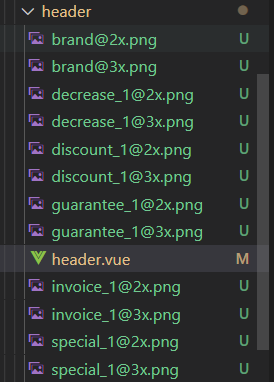 header
brand@2x.png U
brand@3x.png U
decrease_1@2x.png U
decrease_1@3x.png U
discount_1@2x.png U
discount_1@3x.png U
guarantee_1@2x.png U
guarantee_1@3x.png U
header.vue M
invoice_1@2x.png U
invoice_1@3x.png U
special_1@2x.png U
special_1@3x.png U